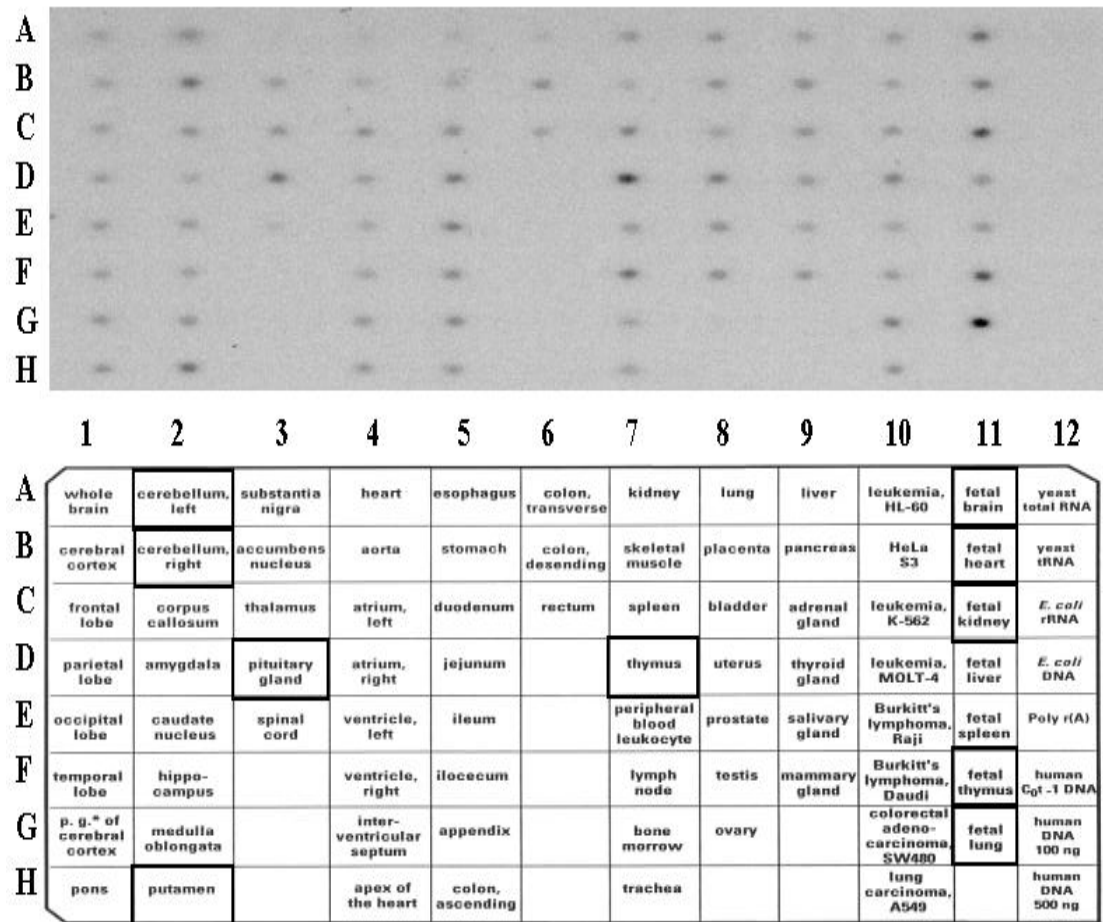 A
B
C
D
E
F
G
H
1 2 3 4 5 6 7 8 9 10 11 12
A
whole brain
cerebellum, left
substantia nigra
heart
esophagus
colon, transverse
kidney
lung
liver
leukemia, HL-60
fetal brain
yeast total RNA
B
cerebral cortex
cerebellum, right
accumbens nucleus
aorta
stomach
colon, desending
skeletal muscle
placenta
pancreas
HeLa S3
fetal heart
yeast tRNA
C
frontal lobe
corpus callosum
thalamus
atrium, left
duodenum
rectum
spleen
bladder
adrenal gland
leukemia, K-562
fetal kidney
E. coli rRNA
D
parietal lobe
amygdala
pituitary gland
atrium, right
jejunum
thymus
uterus
thyroid gland
leukemia, MOLT-4
fetal liver
E. coli DNA
E
occipital lobe
caudate nucleus
spinal cord
ventricle, left
ileum
peripheral blood leukocyte
prostate
salivary gland
Burkitt's lymphoma, Raji
fetal spleen
Poly r(A)
F
temporal lobe
hippo-campus
ventricle, right
ilocecum
lymph node
testis
mammary gland
Burkitt's lymphoma, Daudi
fetal thymus
human C₀t -1 DNA
G
p. g.* of cerebral cortex
medulla oblongata
inter-ventricular septum
appendix
bone morrow
ovary
colorectal adeno-carcinoma, SW480
fetal lung
human DNA 100 ng
H
pons
putamen
apex of the heart
colon, ascending
trachea
lung carcinoma, A549
human DNA 500 ng